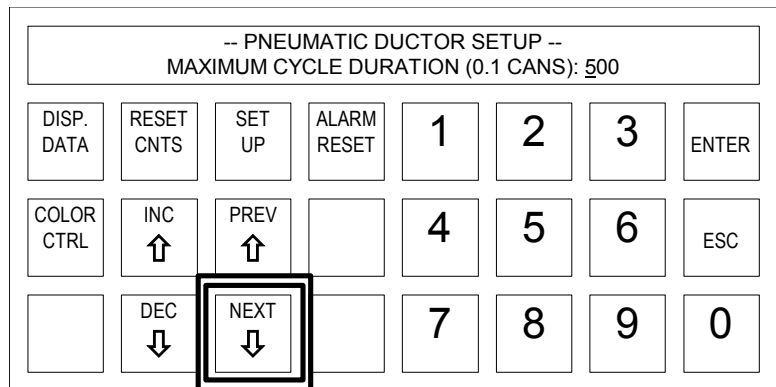 -- PNEUMATIC DUCTOR SETUP --
MAXIMUM CYCLE DURATION (0.1 CANS): 500
DISP.
DATA
RESET
CNTS
SET
UP
ALARM
RESET
1
2
3
ENTER
COLOR
CTRL
INC
PREV
4
5
6
ESC
DEC
NEXT
7
8
9
0